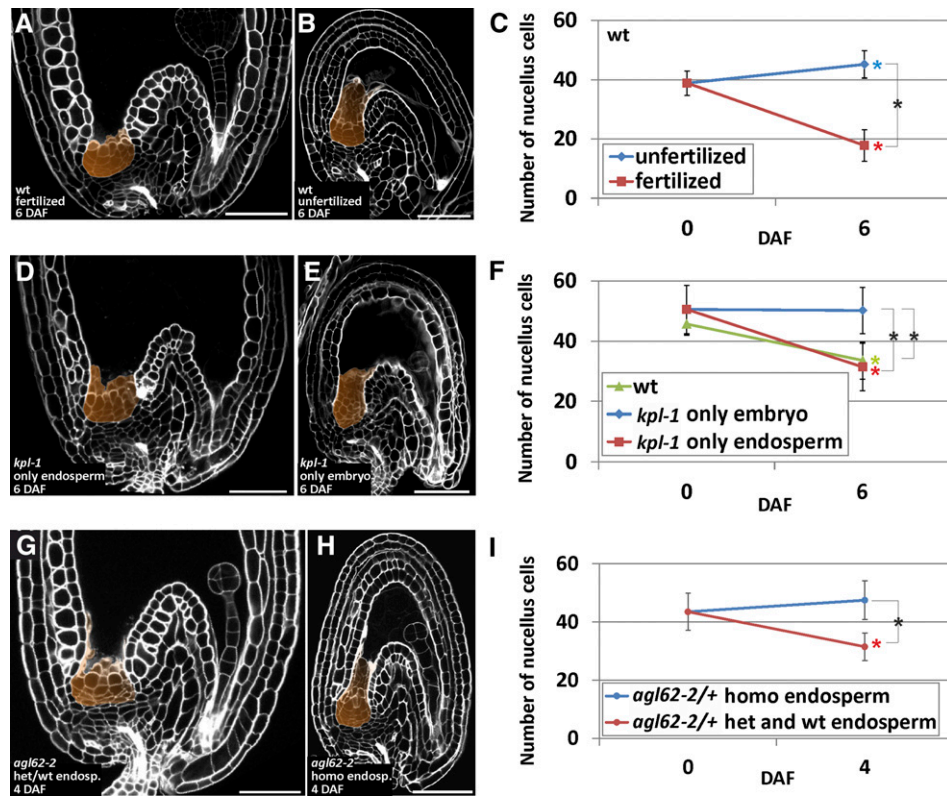 A
wt
fertilized
6 DAF
B
wt
unfertilized
6 DAF
C
wt
Number of nucellus cells
60
40
20
0
unfertilized
fertilized
*
*
*
0
6
DAF
D
kpl-1
only endosperm
6 DAF
E
kpl-1
only embryo
6 DAF
F
Number of nucellus cells
60
40
20
0
wt
kpl-1 only embryo
kpl-1 only endosperm
*
*
* *
0
6
DAF
G
agl62-2
het/wt endosp.
4 DAF
H
agl62-2
homo endosp.
4 DAF
I
Number of nucellus cells
60
40
20
0
agl62-2/+ homo endosperm
agl62-2/+ het and wt endosperm
*
*
0
4
DAF